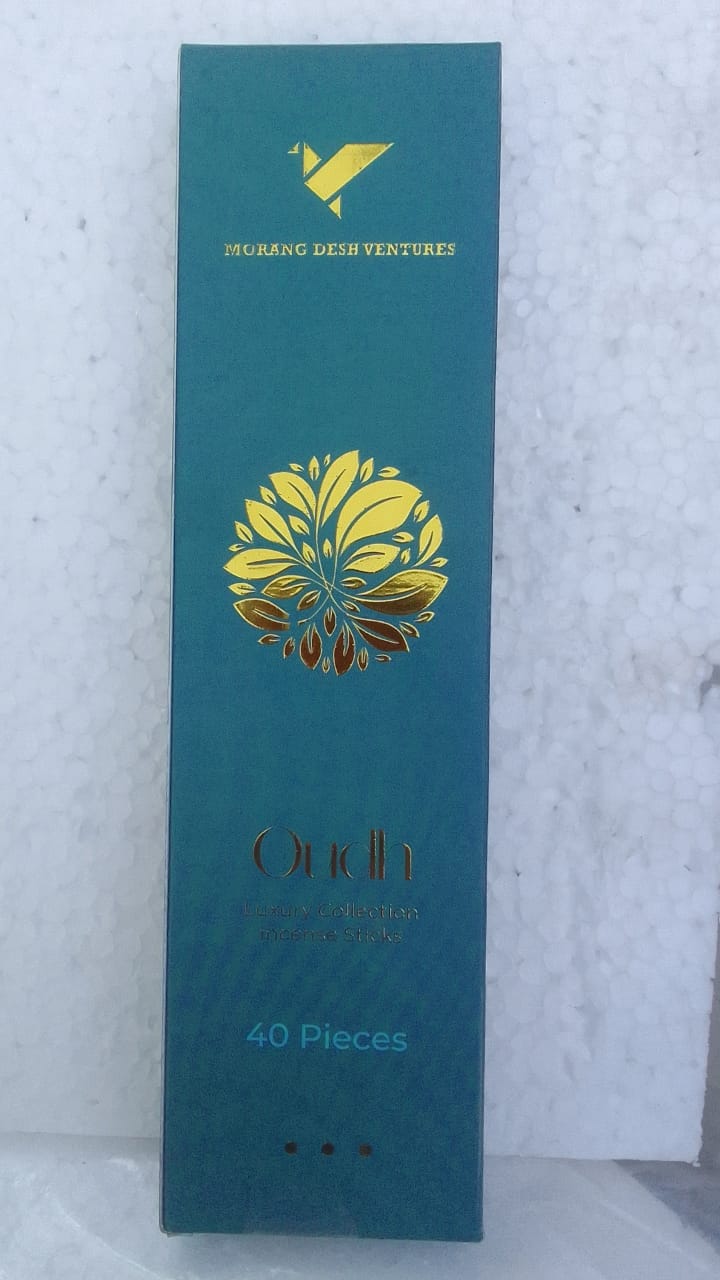 MORANG DESH VENTURES
Oudh
Luxury Collection
Incense Sticks
40 Pieces